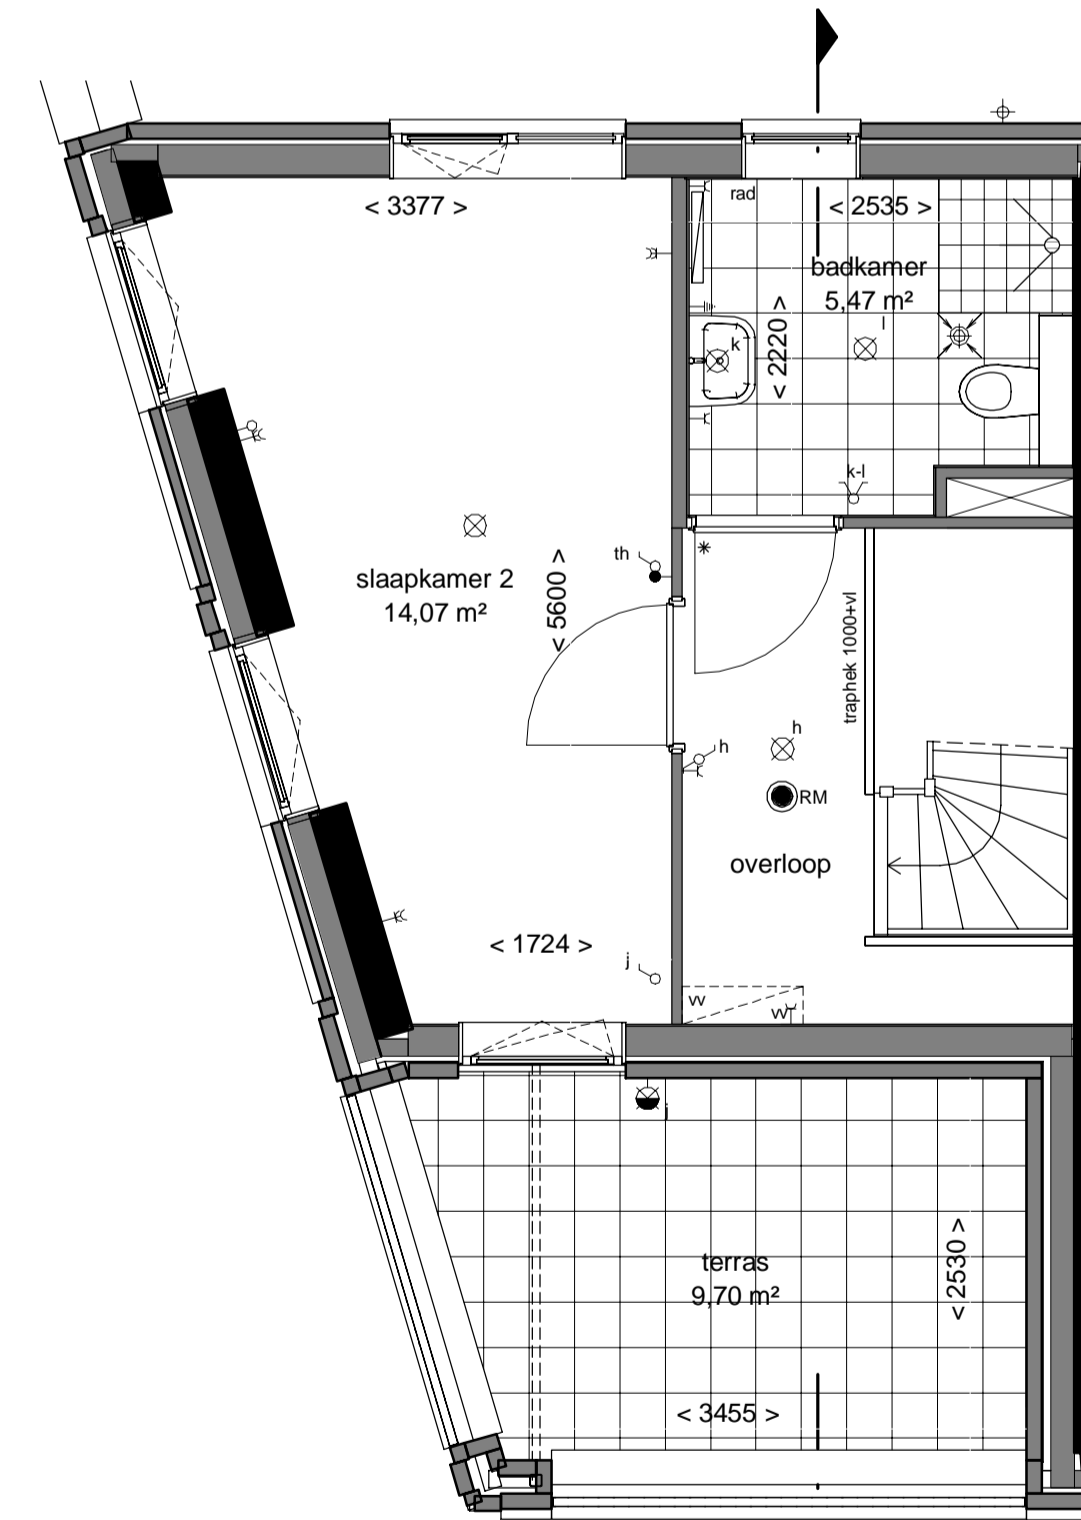 < 3377 >
rad
< 2535 >
badkamer
5,47 m²
< 2220 >
l
k
k-l
th
slaapkamer 2
14,07 m²
< 5600 >
*
traphek 1000+vl
h
h
RM
overloop
< 1724 >
j
vv
vv
j
terras
9,70 m²
< 2530 >
< 3455 >